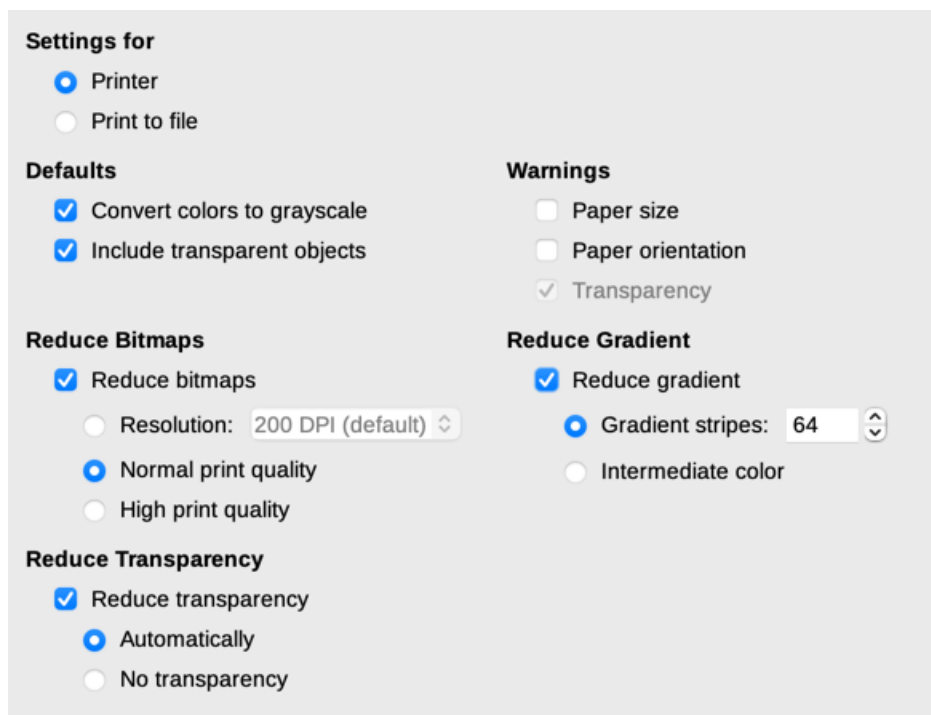 Settings for
Printer
Print to file
Defaults
Convert colors to grayscale
Include transparent objects
Warnings
Paper size
Paper orientation
Transparency
Reduce Bitmaps
Reduce bitmaps
Resolution: 200 DPI (default)
Normal print quality
High print quality
Reduce Gradient
Reduce gradient
Gradient stripes: 64
Intermediate color
Reduce Transparency
Reduce transparency
Automatically
No transparency